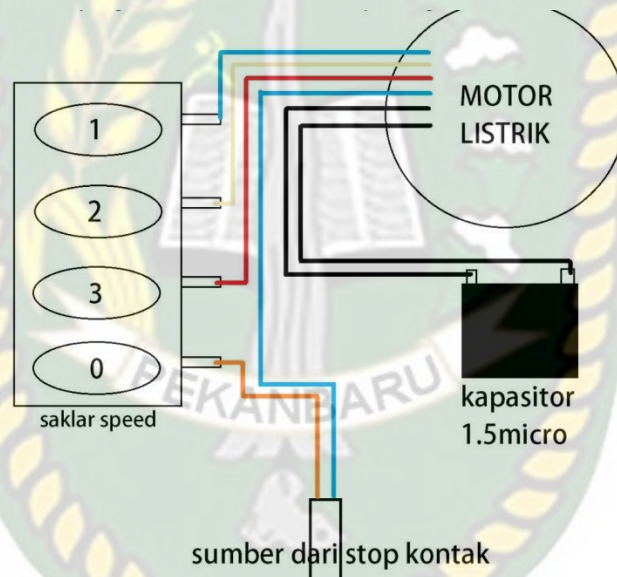 MOTOR
LISTRIK
1
2
3
0
saklar speed
PEKANBARU
kapasitor
1.5micro
sumber dari stop kontak